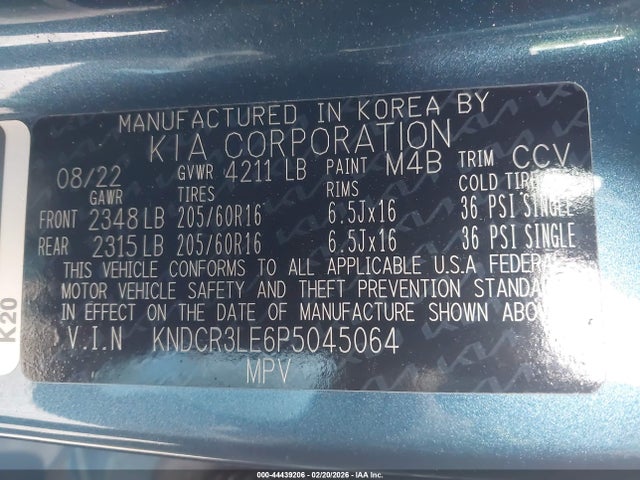 MANUFACTURED IN KOREA BY
KIA CORPORATION
08/22 GVWR 4211 LB PAINT M4B TRIM CCV
GAWR TIRES RIMS COLD TIRE
FRONT 2348 LB 205/60R16 6.5Jx16 36 PSI SINGLE
REAR 2315 LB 205/60R16 6.5Jx16 36 PSI SINGLE
THIS VEHICLE CONFORMS TO ALL APPLICABLE U.S.A FEDERA
MOTOR VEHICLE SAFETY AND THEFT PREVENTION STANDA
IN EFFECT ON THE DATE OF MANUFACTURE SHOWN ABOVE
V.I.N KNDCR3LE6P5045064
MPV
K20
000-44439206 - 02/20/2026 - IAA Inc.